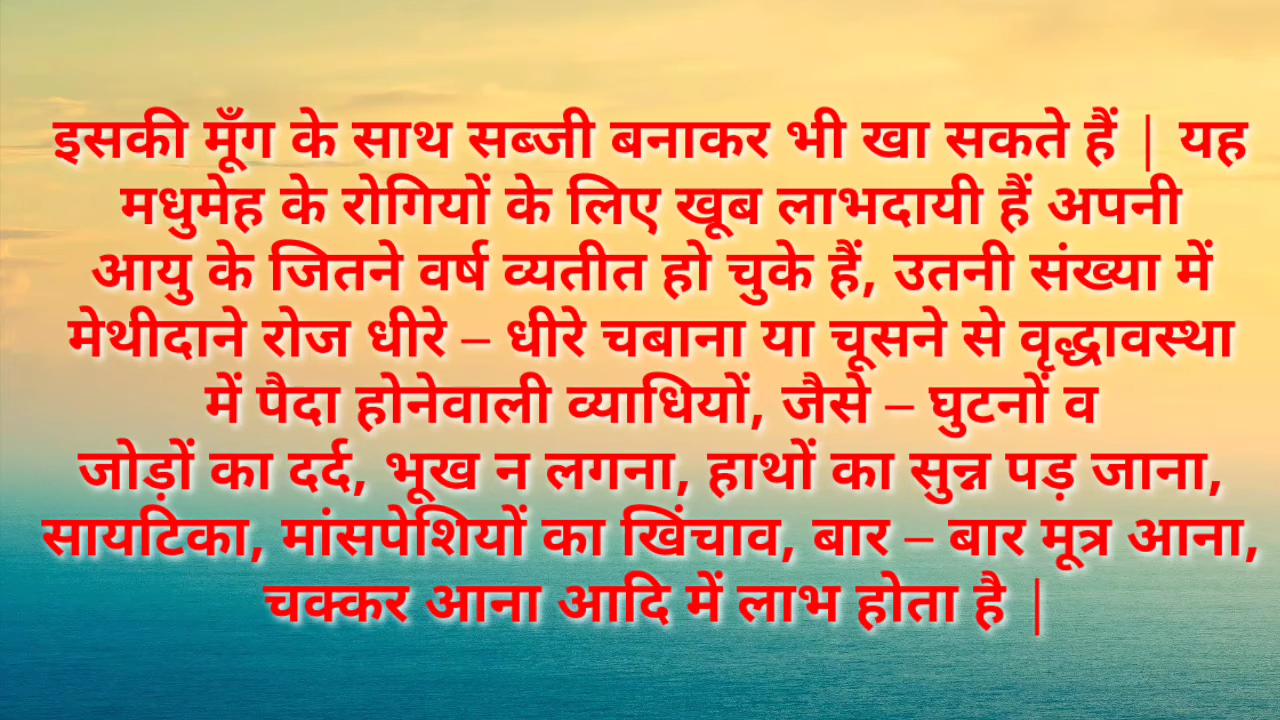 इसकी मूँग के साथ सब्जी बनाकर भी खा सकते हैं | यह
मधुमेह के रोगियों के लिए खूब लाभदायी हैं अपनी
आयु के जितने वर्ष व्यतीत हो चुके हैं, उतनी संख्या में
मेथीदाने रोज धीरे – धीरे चबाना या चूसने से वृद्धावस्था
में पैदा होनेवाली व्याधियों, जैसे – घुटनों व
जोड़ों का दर्द, भूख न लगना, हाथों का सुन्न पड़ जाना,
सायटिका, मांसपेशियों का खिंचाव, बार – बार मूत्र आना,
चक्कर आना आदि में लाभ होता है |